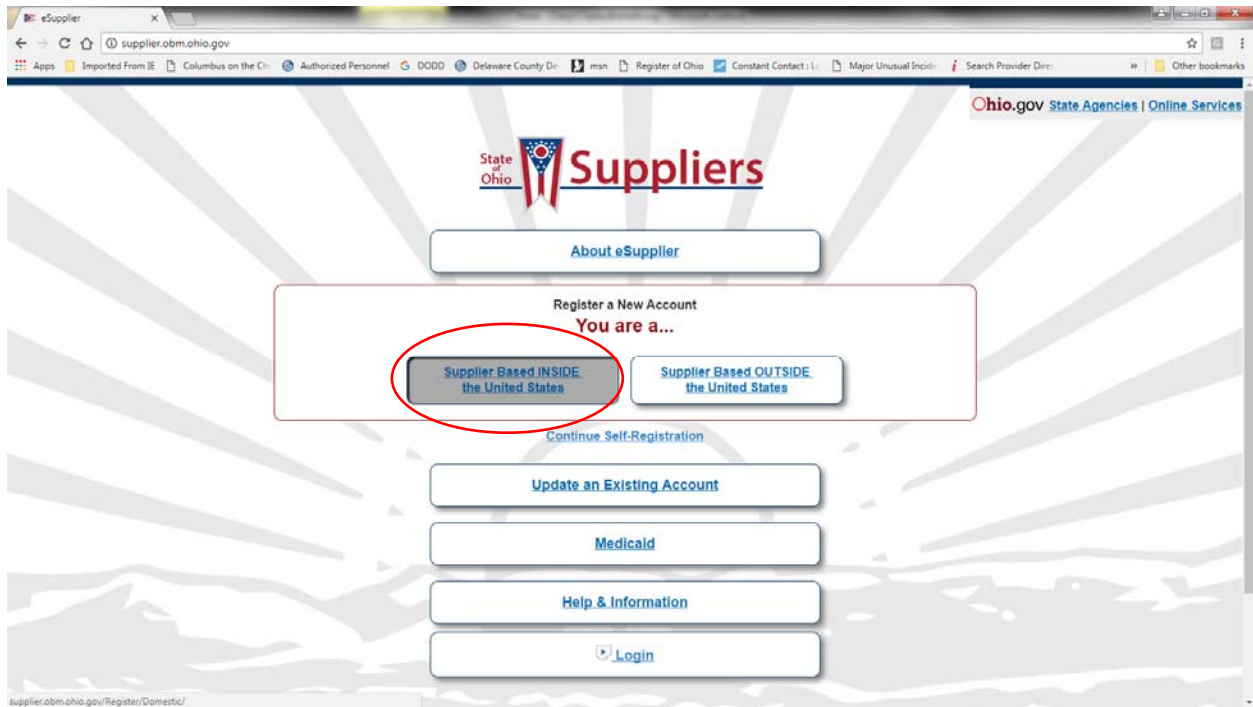 eSupplier
supplier.obm.ohio.gov
Apps Imported From IE Columbus on the Ch Authorized Personnel DODD Delaware County De msn Register of Ohio Constant Contact : L Major Unusual Incid Search Provider Dire » Other bookmarks
Ohio.gov State Agencies | Online Services
State of Ohio Suppliers
About eSupplier
Register a New Account
You are a...
Supplier Based INSIDE
the United States
Supplier Based OUTSIDE
the United States
Continue Self-Registration
Update an Existing Account
Medicaid
Help & Information
Login
supplier.obm.ohio.gov/Register/Domestic/